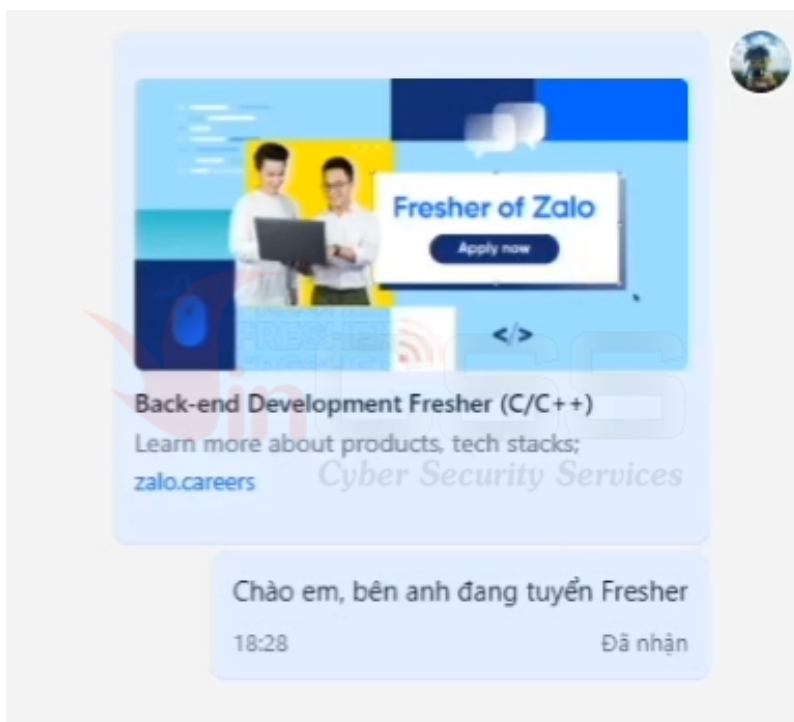 Fresher of Zalo
Apply now
</>
Back-end Development Fresher (C/C++)
Learn more about products, tech stacks;
zalo.careers
Cyber Security Services
Chào em, bên anh đang tuyển Fresher
18:28 Đã nhận